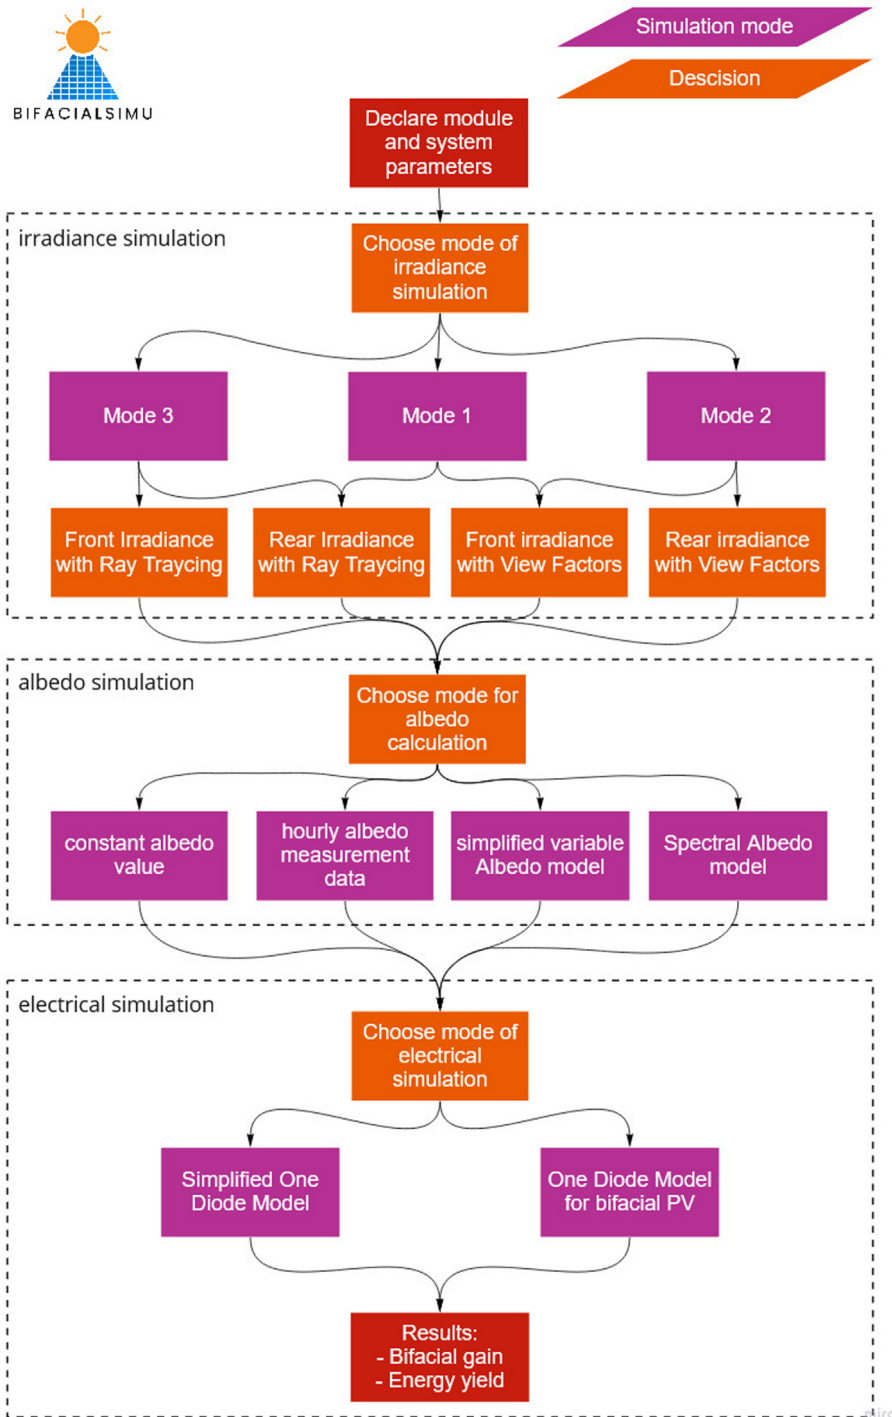 BIFACIALSIMU
Simulation mode
Descision
Declare module
and system
parameters
irradiance simulation
Choose mode of
irradiance
simulation
Mode 3
Mode 1
Mode 2
Front Irradiance
with Ray Traycing
Rear Irradiance
with Ray Traycing
Front irradiance
with View Factors
Rear irradiance
with View Factors
albedo simulation
Choose mode for
albedo
calculation
constant albedo
value
hourly albedo
measurement
data
simplified variable
Albedo model
Spectral Albedo
model
electrical simulation
Choose mode of
electrical
simulation
Simplified One
Diode Model
One Diode Model
for bifacial PV
Results:
- Bifacial gain
- Energy yield